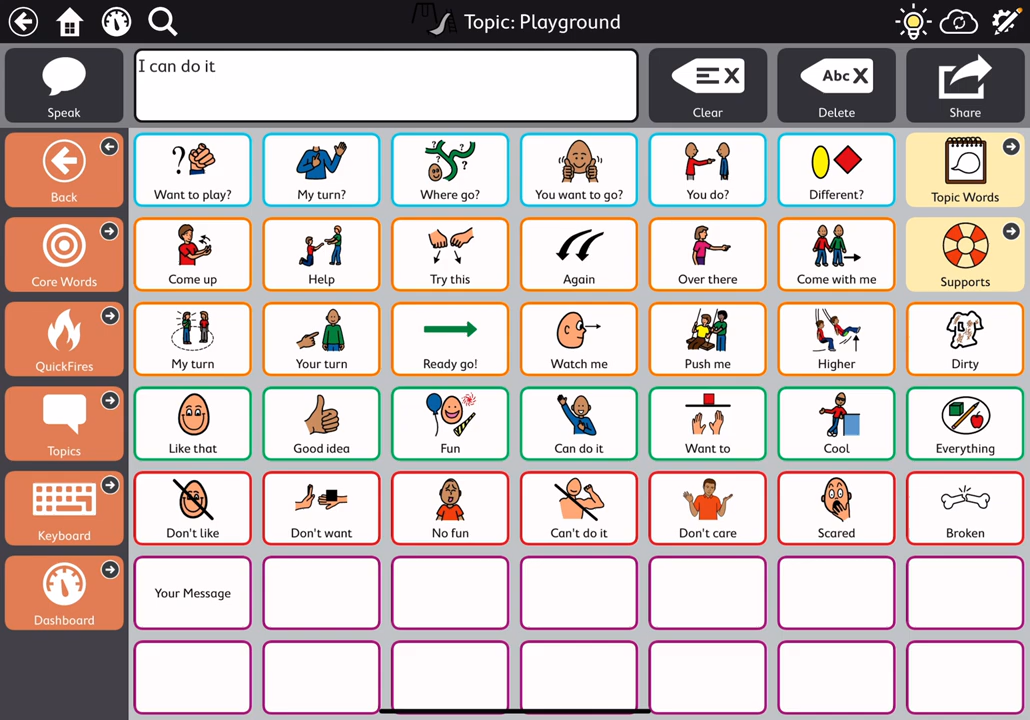 Topic: Playground
I can do it
Speak
Clear
Abc X
Delete
Share
Back
Want to play?
My turn?
Where go?
You want to go?
You do?
Different?
Topic Words
Core Words
Come up
Help
Try this
Again
Over there
Come with me
Supports
QuickFires
My turn
Your turn
Ready go!
Watch me
Push me
Higher
Dirty
Topics
Like that
Good idea
Fun
Can do it
Want to
Cool
Everything
Keyboard
Don't like
Don't want
No fun
Can't do it
Don't care
Scared
Broken
Dashboard
Your Message